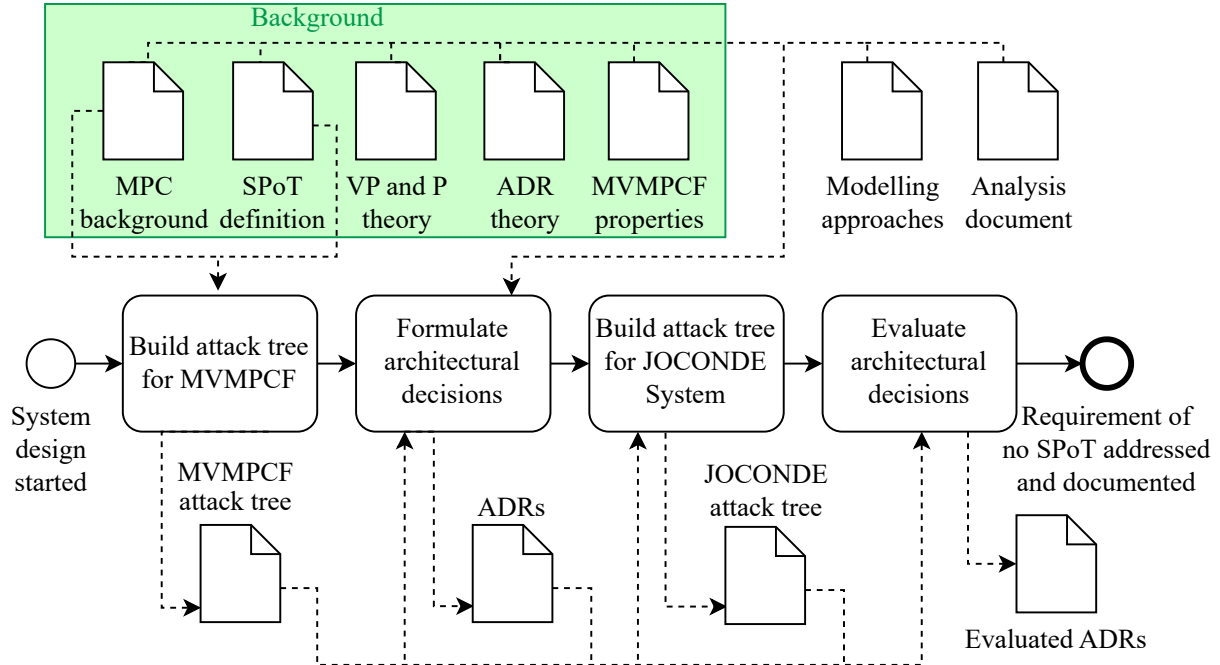 Background
MPC
background
SPoT
definition
VP and P
theory
ADR
theory
MVMPCF
properties
Modelling
approaches
Analysis
document
System
design
started
Build attack tree
for MVMPCF
Formulate
architectural
decisions
Build attack tree
for JOCONDE
System
Evaluate
architectural
decisions
Requirement of
no SPoT addressed
and documented
MVMPCF
attack tree
ADRs
JOCONDE
attack tree
Evaluated ADRs